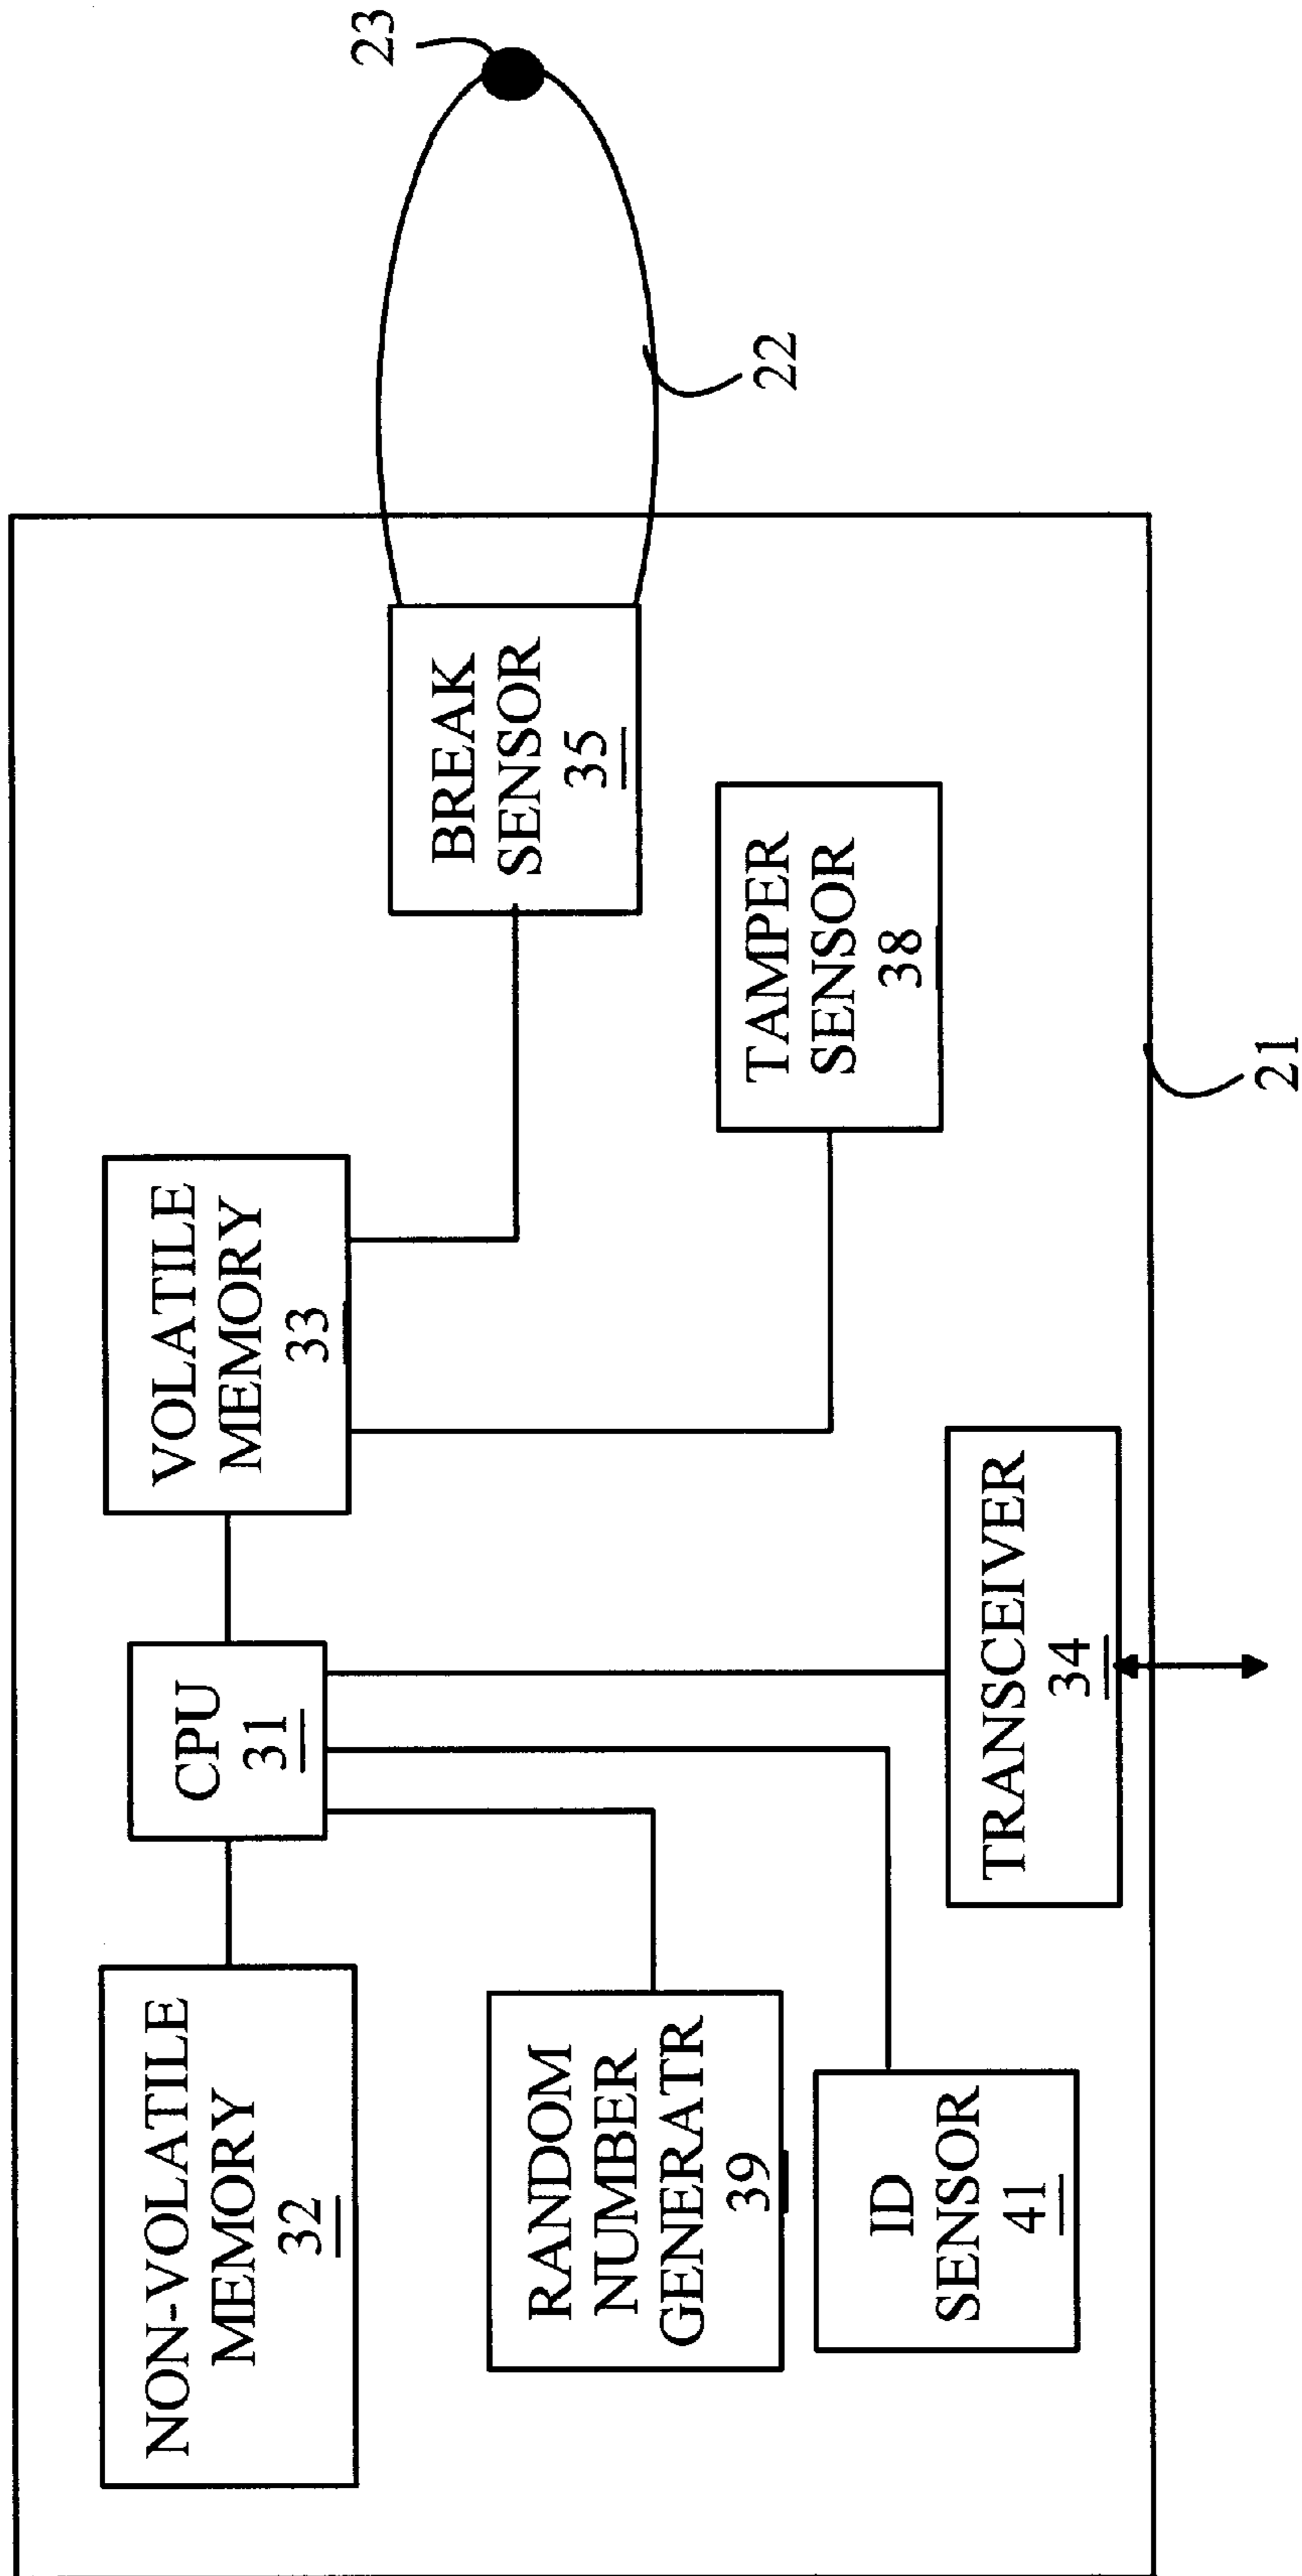 NON-VOLATILE
MEMORY
32
CPU
31
VOLATILE
MEMORY
33
BREAK
SENSOR
35
23
22
RANDOM
NUMBER
GENERATR
39
ID
SENSOR
41
TRANSCEIVER
34
TAMPER
SENSOR
38
21